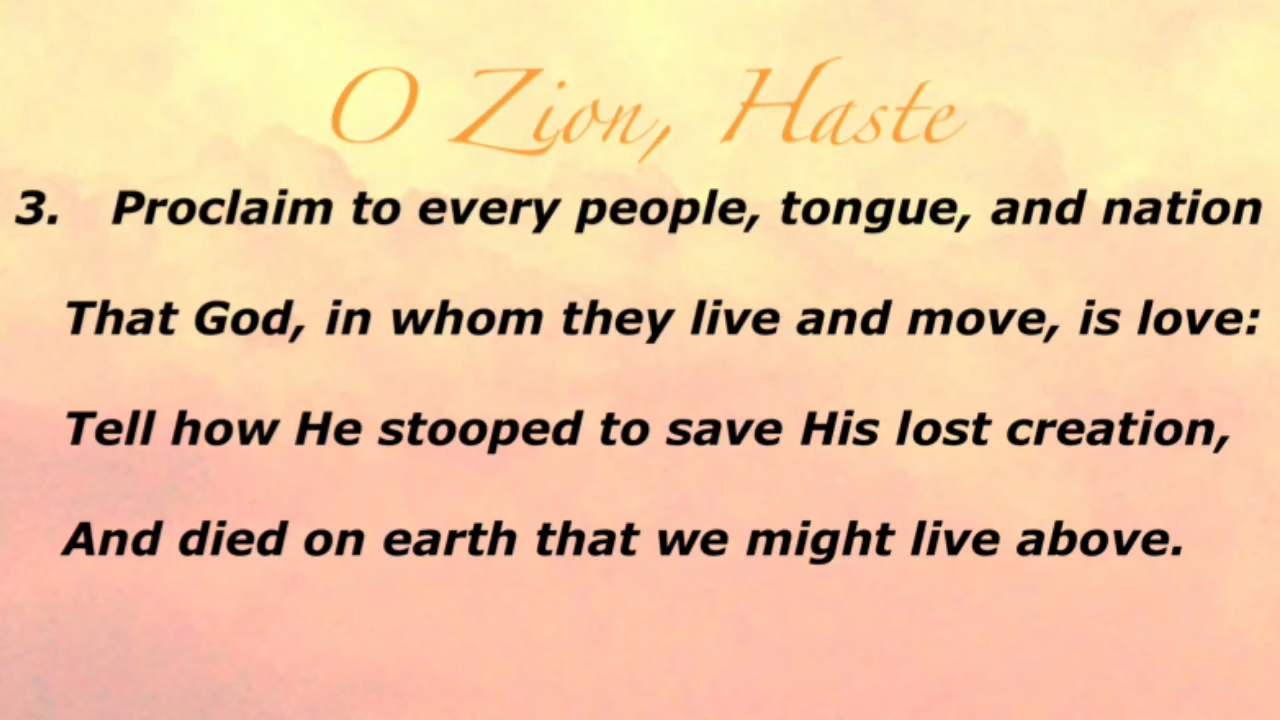 O Zion, Haste
3. Proclaim to every people, tongue, and nation
That God, in whom they live and move, is love:
Tell how He stooped to save His lost creation,
And died on earth that we might live above.